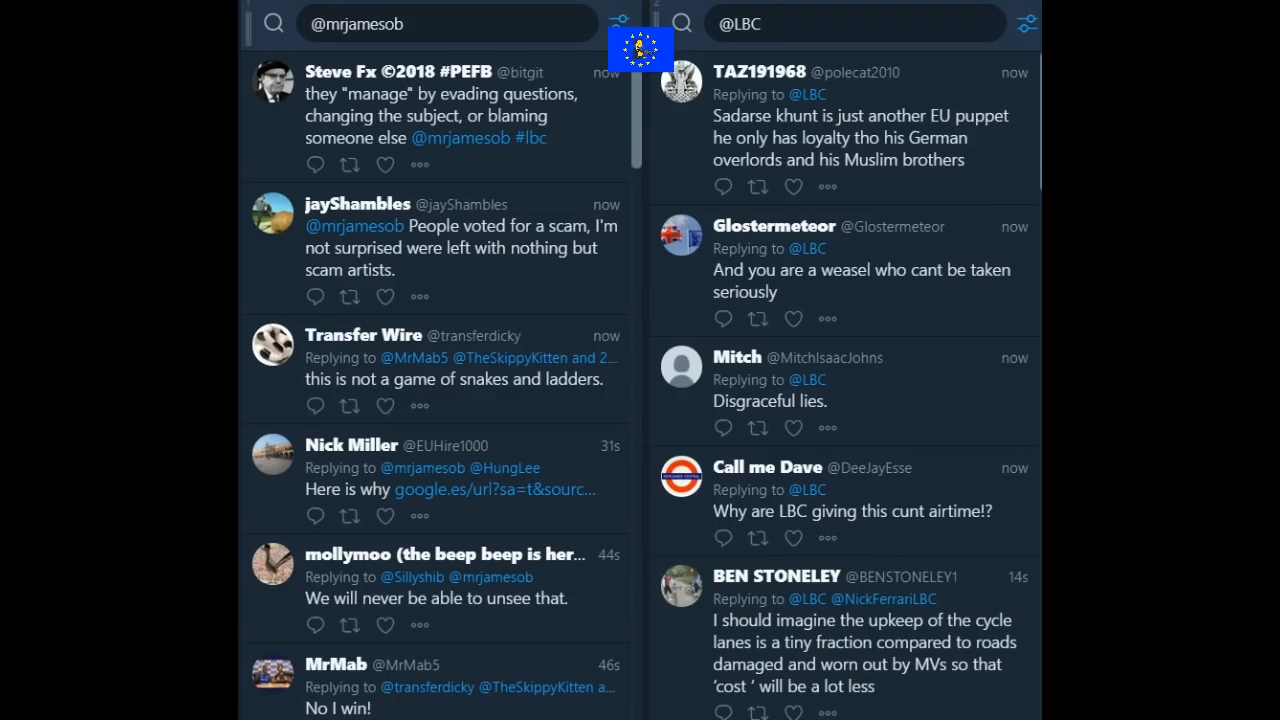 1
@mrjamesob
Steve Fx ©2018 #PEFB @bitgit now
they "manage" by evading questions,
changing the subject, or blaming
someone else @mrjamesob #lbc
jayShambles @jayShambles now
@mrjamesob People voted for a scam, I'm
not surprised were left with nothing but
scam artists.
Transfer Wire @transferdicky now
Replying to @MrMab5 @TheSkippyKitten and 2...
this is not a game of snakes and ladders.
Nick Miller @EUHire1000 31s
Replying to @mrjamesob @HungLee
Here is why google.es/url?sa=t&sourc...
mollymoo (the beep beep is her... 44s
Replying to @Sillyshib @mrjamesob
We will never be able to unsee that.
MrMab @MrMab5 46s
Replying to @transferdicky @TheSkippyKitten a...
No I win!
2
@LBC
TAZ191968 @polecat2010 now
Replying to @LBC
Sadarse khunt is just another EU puppet
he only has loyalty tho his German
overlords and his Muslim brothers
Glostermeteor @Glostermeteor now
Replying to @LBC
And you are a weasel who cant be taken
seriously
Mitch @MitchIsaacJohns now
Replying to @LBC
Disgraceful lies.
Call me Dave @DeeJayEsse now
Replying to @LBC
Why are LBC giving this cunt airtime!?
BEN STONELEY @BENSTONELEY1 14s
Replying to @LBC @NickFerrariLBC
I should imagine the upkeep of the cycle
lanes is a tiny fraction compared to roads
damaged and worn out by MVs so that
'cost ' will be a lot less